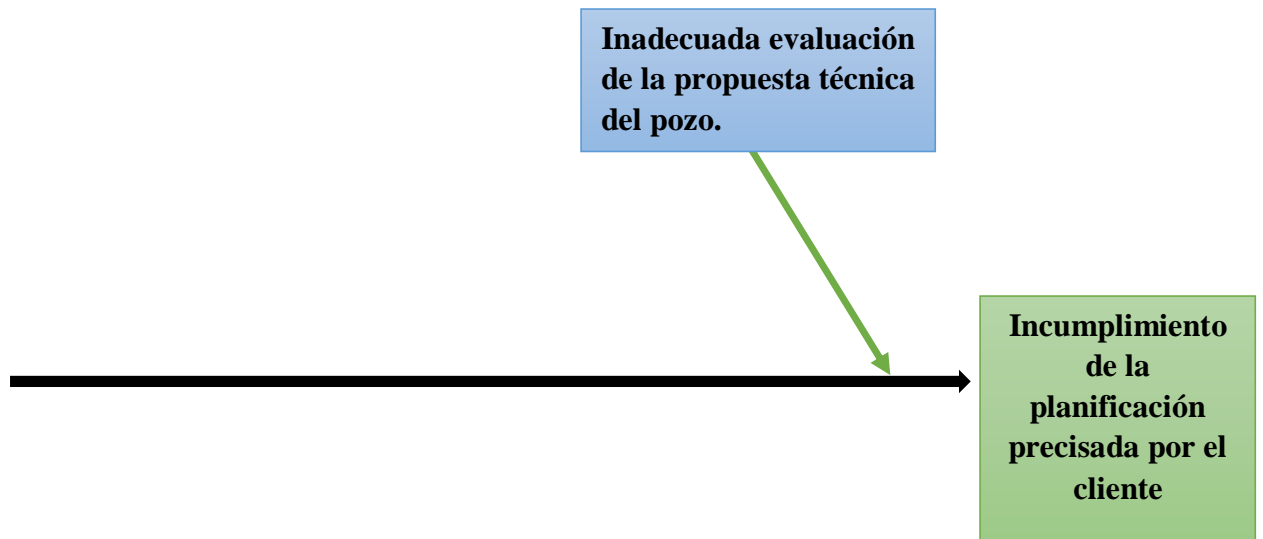 Inadecuada evaluación
de la propuesta técnica
del pozo.
Incumplimiento
de la
planificación
precisada por el
cliente